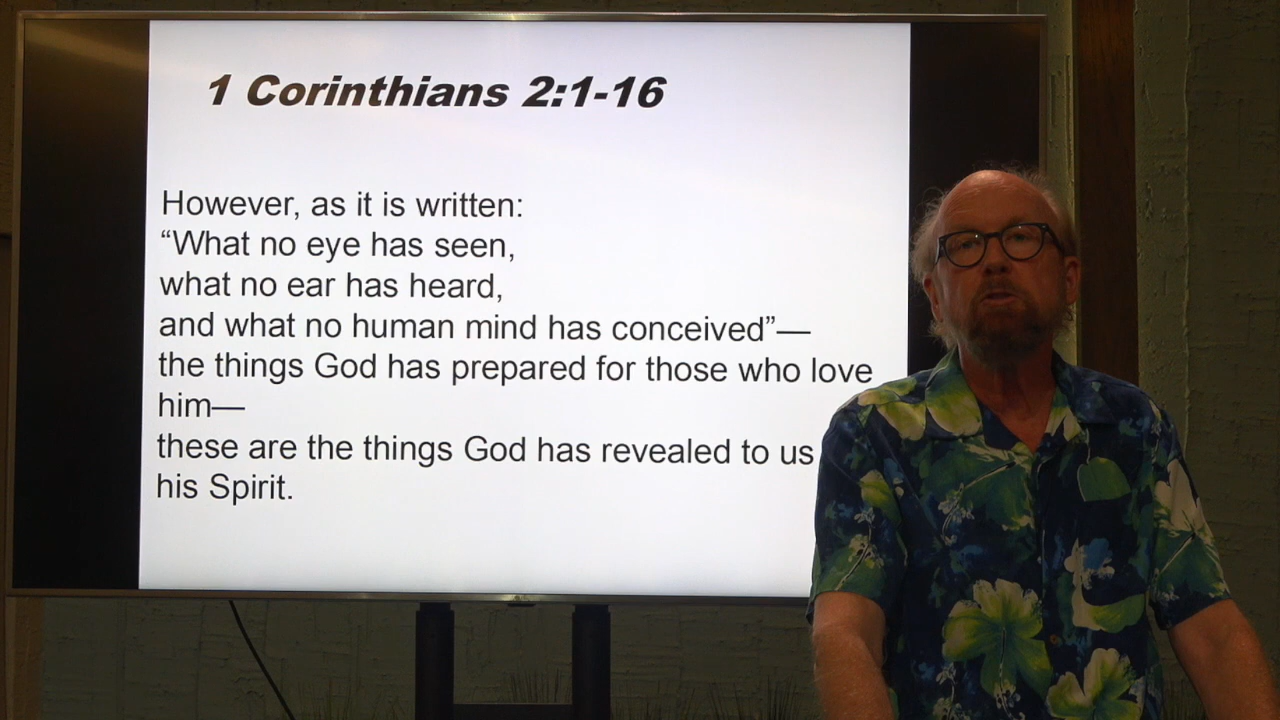 1 Corinthians 2:1-16
However, as it is written:
“What no eye has seen,
what no ear has heard,
and what no human mind has conceived”—
the things God has prepared for those who love
him—
these are the things God has revealed to us
his Spirit.